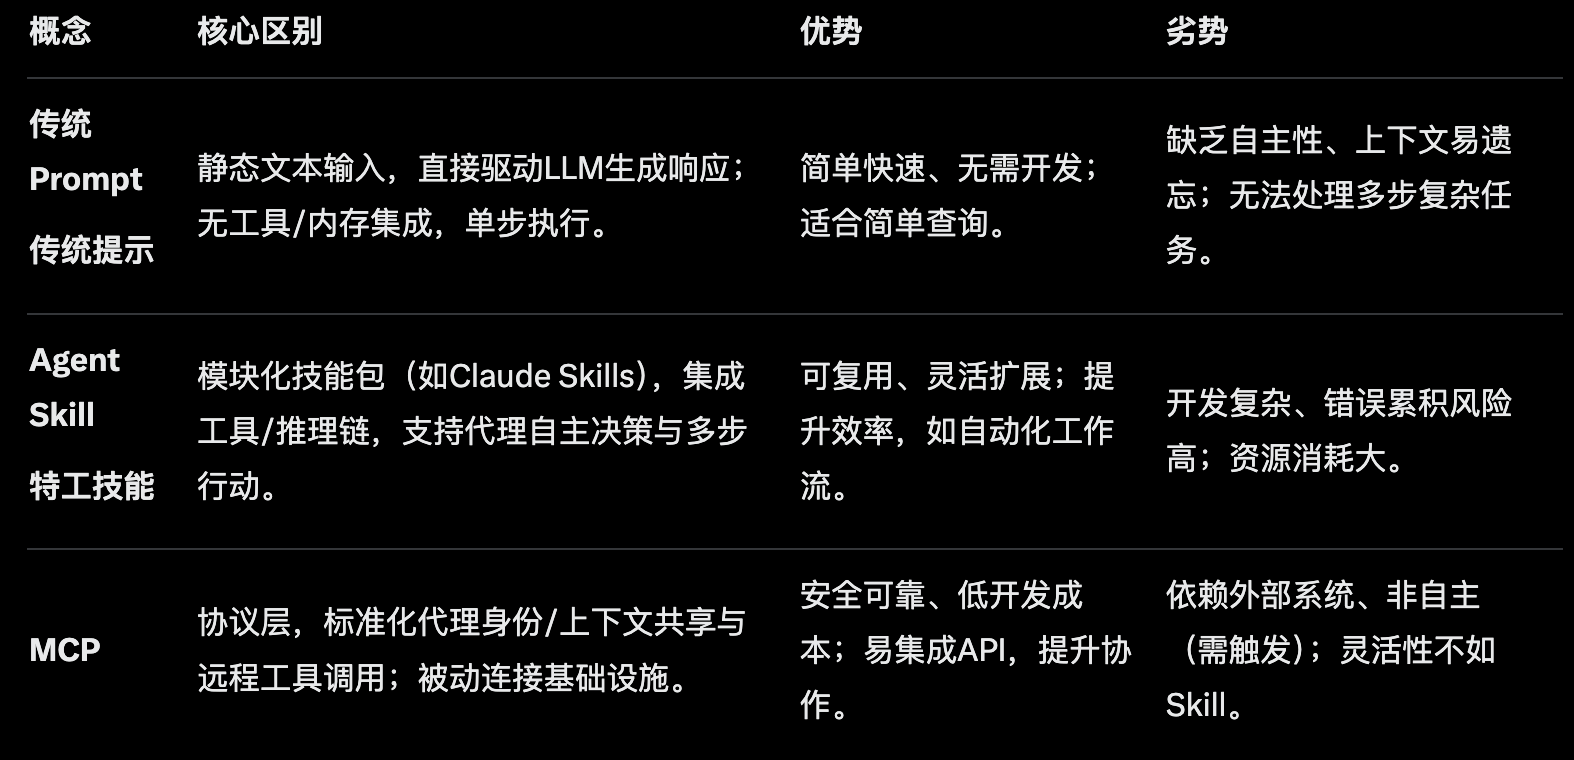 概念
核心区别
优势
劣势
传统
Prompt
传统提示
静态文本输入，直接驱动LLM生成响应；
无工具/内存集成，单步执行。
简单快速、无需开发；
适合简单查询。
缺乏自主性、上下文易遗
忘；无法处理多步复杂任
务。
Agent
Skill
特工技能
模块化技能包（如Claude Skills），集成
工具/推理链，支持代理自主决策与多步
行动。
可复用、灵活扩展；提
升效率，如自动化工作
流。
开发复杂、错误累积风险
高；资源消耗大。
MCP
协议层，标准化代理身份/上下文共享与
远程工具调用；被动连接基础设施。
安全可靠、低开发成
本；易集成API，提升协
作。
依赖外部系统、非自主
（需触发）；灵活性不如
Skill。